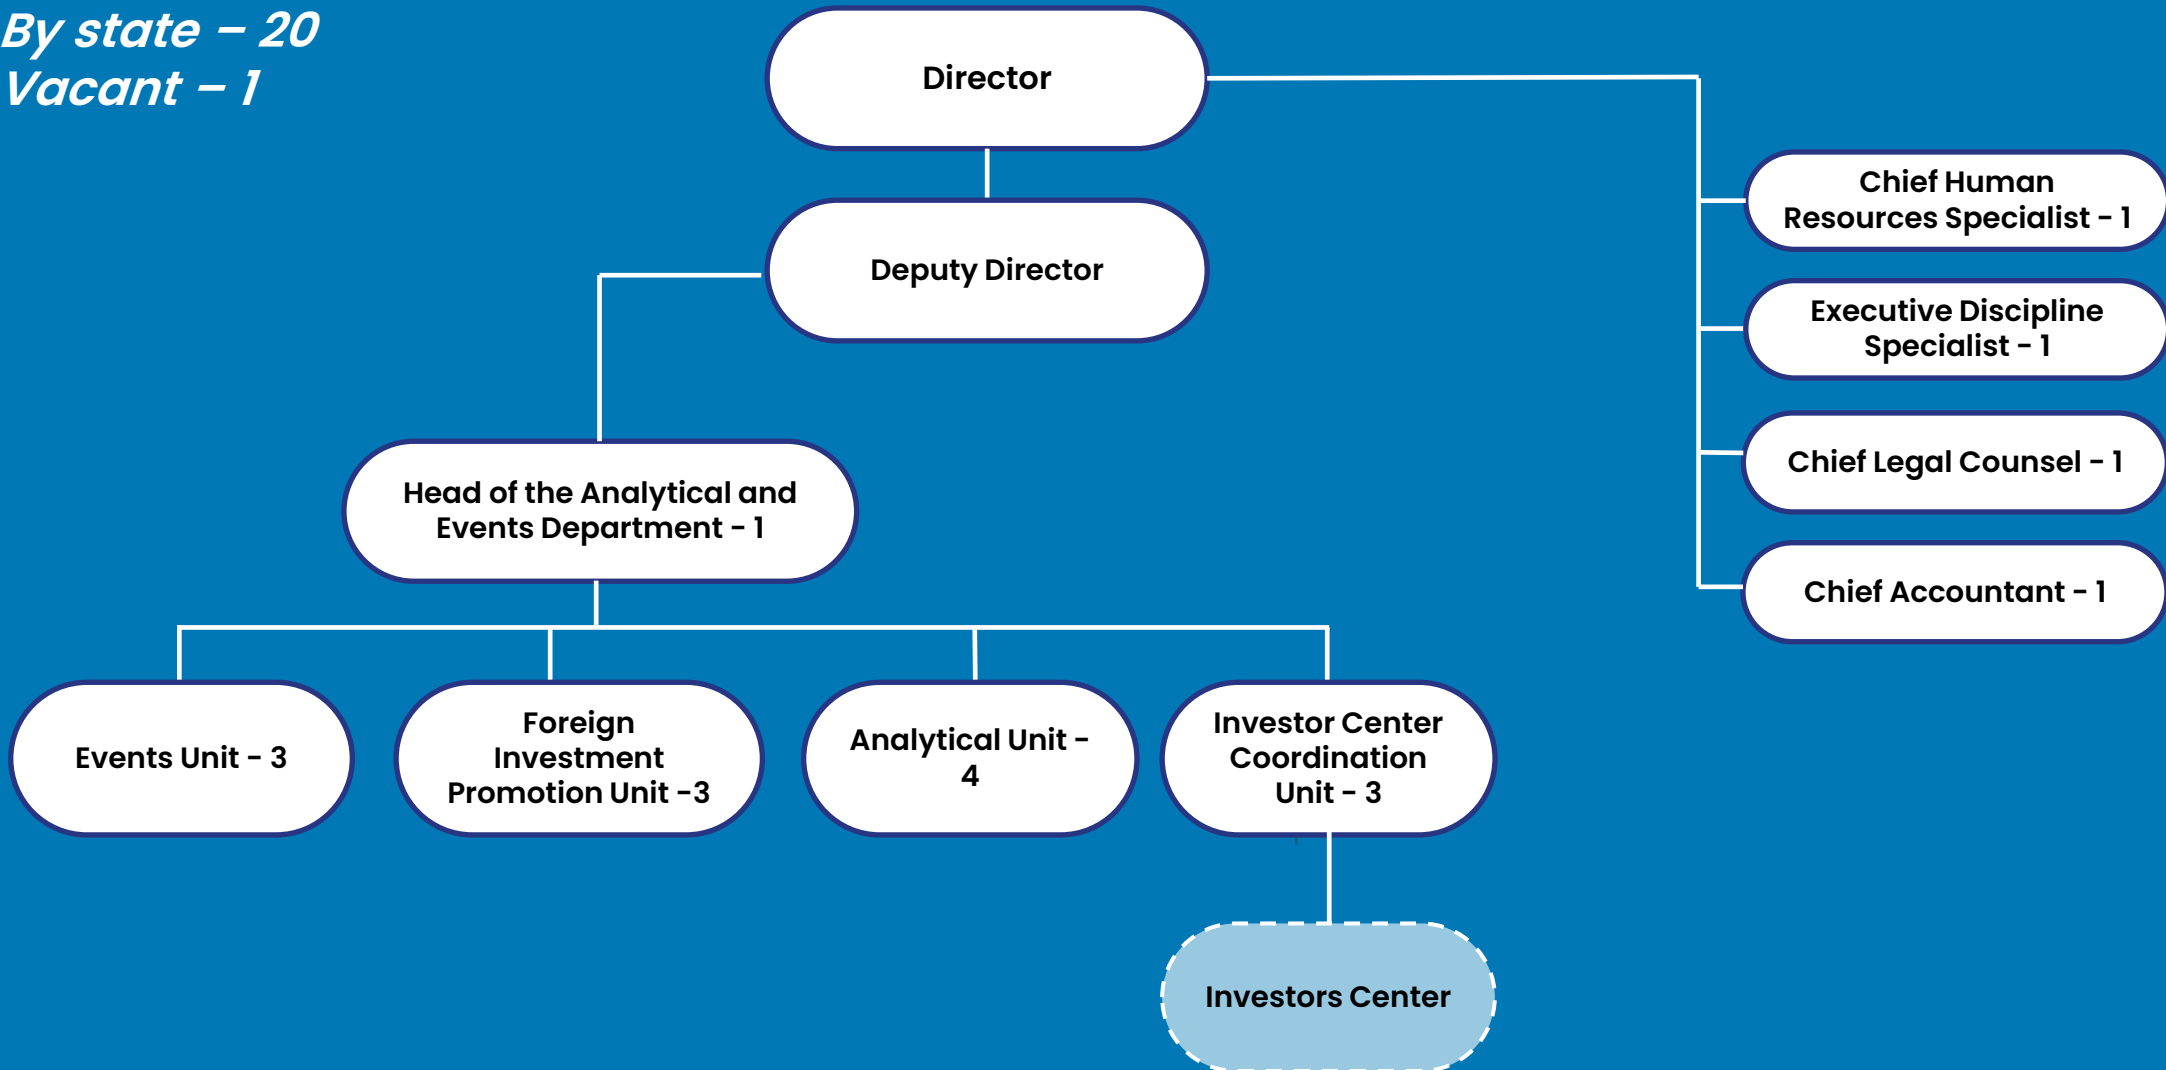 By state – 20
Vacant – 1
Director
Deputy Director
Chief Human
Resources Specialist - 1
Executive Discipline
Specialist - 1
Chief Legal Counsel - 1
Chief Accountant - 1
Head of the Analytical and
Events Department - 1
Events Unit - 3
Foreign
Investment
Promotion Unit -3
Analytical Unit -
4
Investor Center
Coordination
Unit - 3
Investors Center